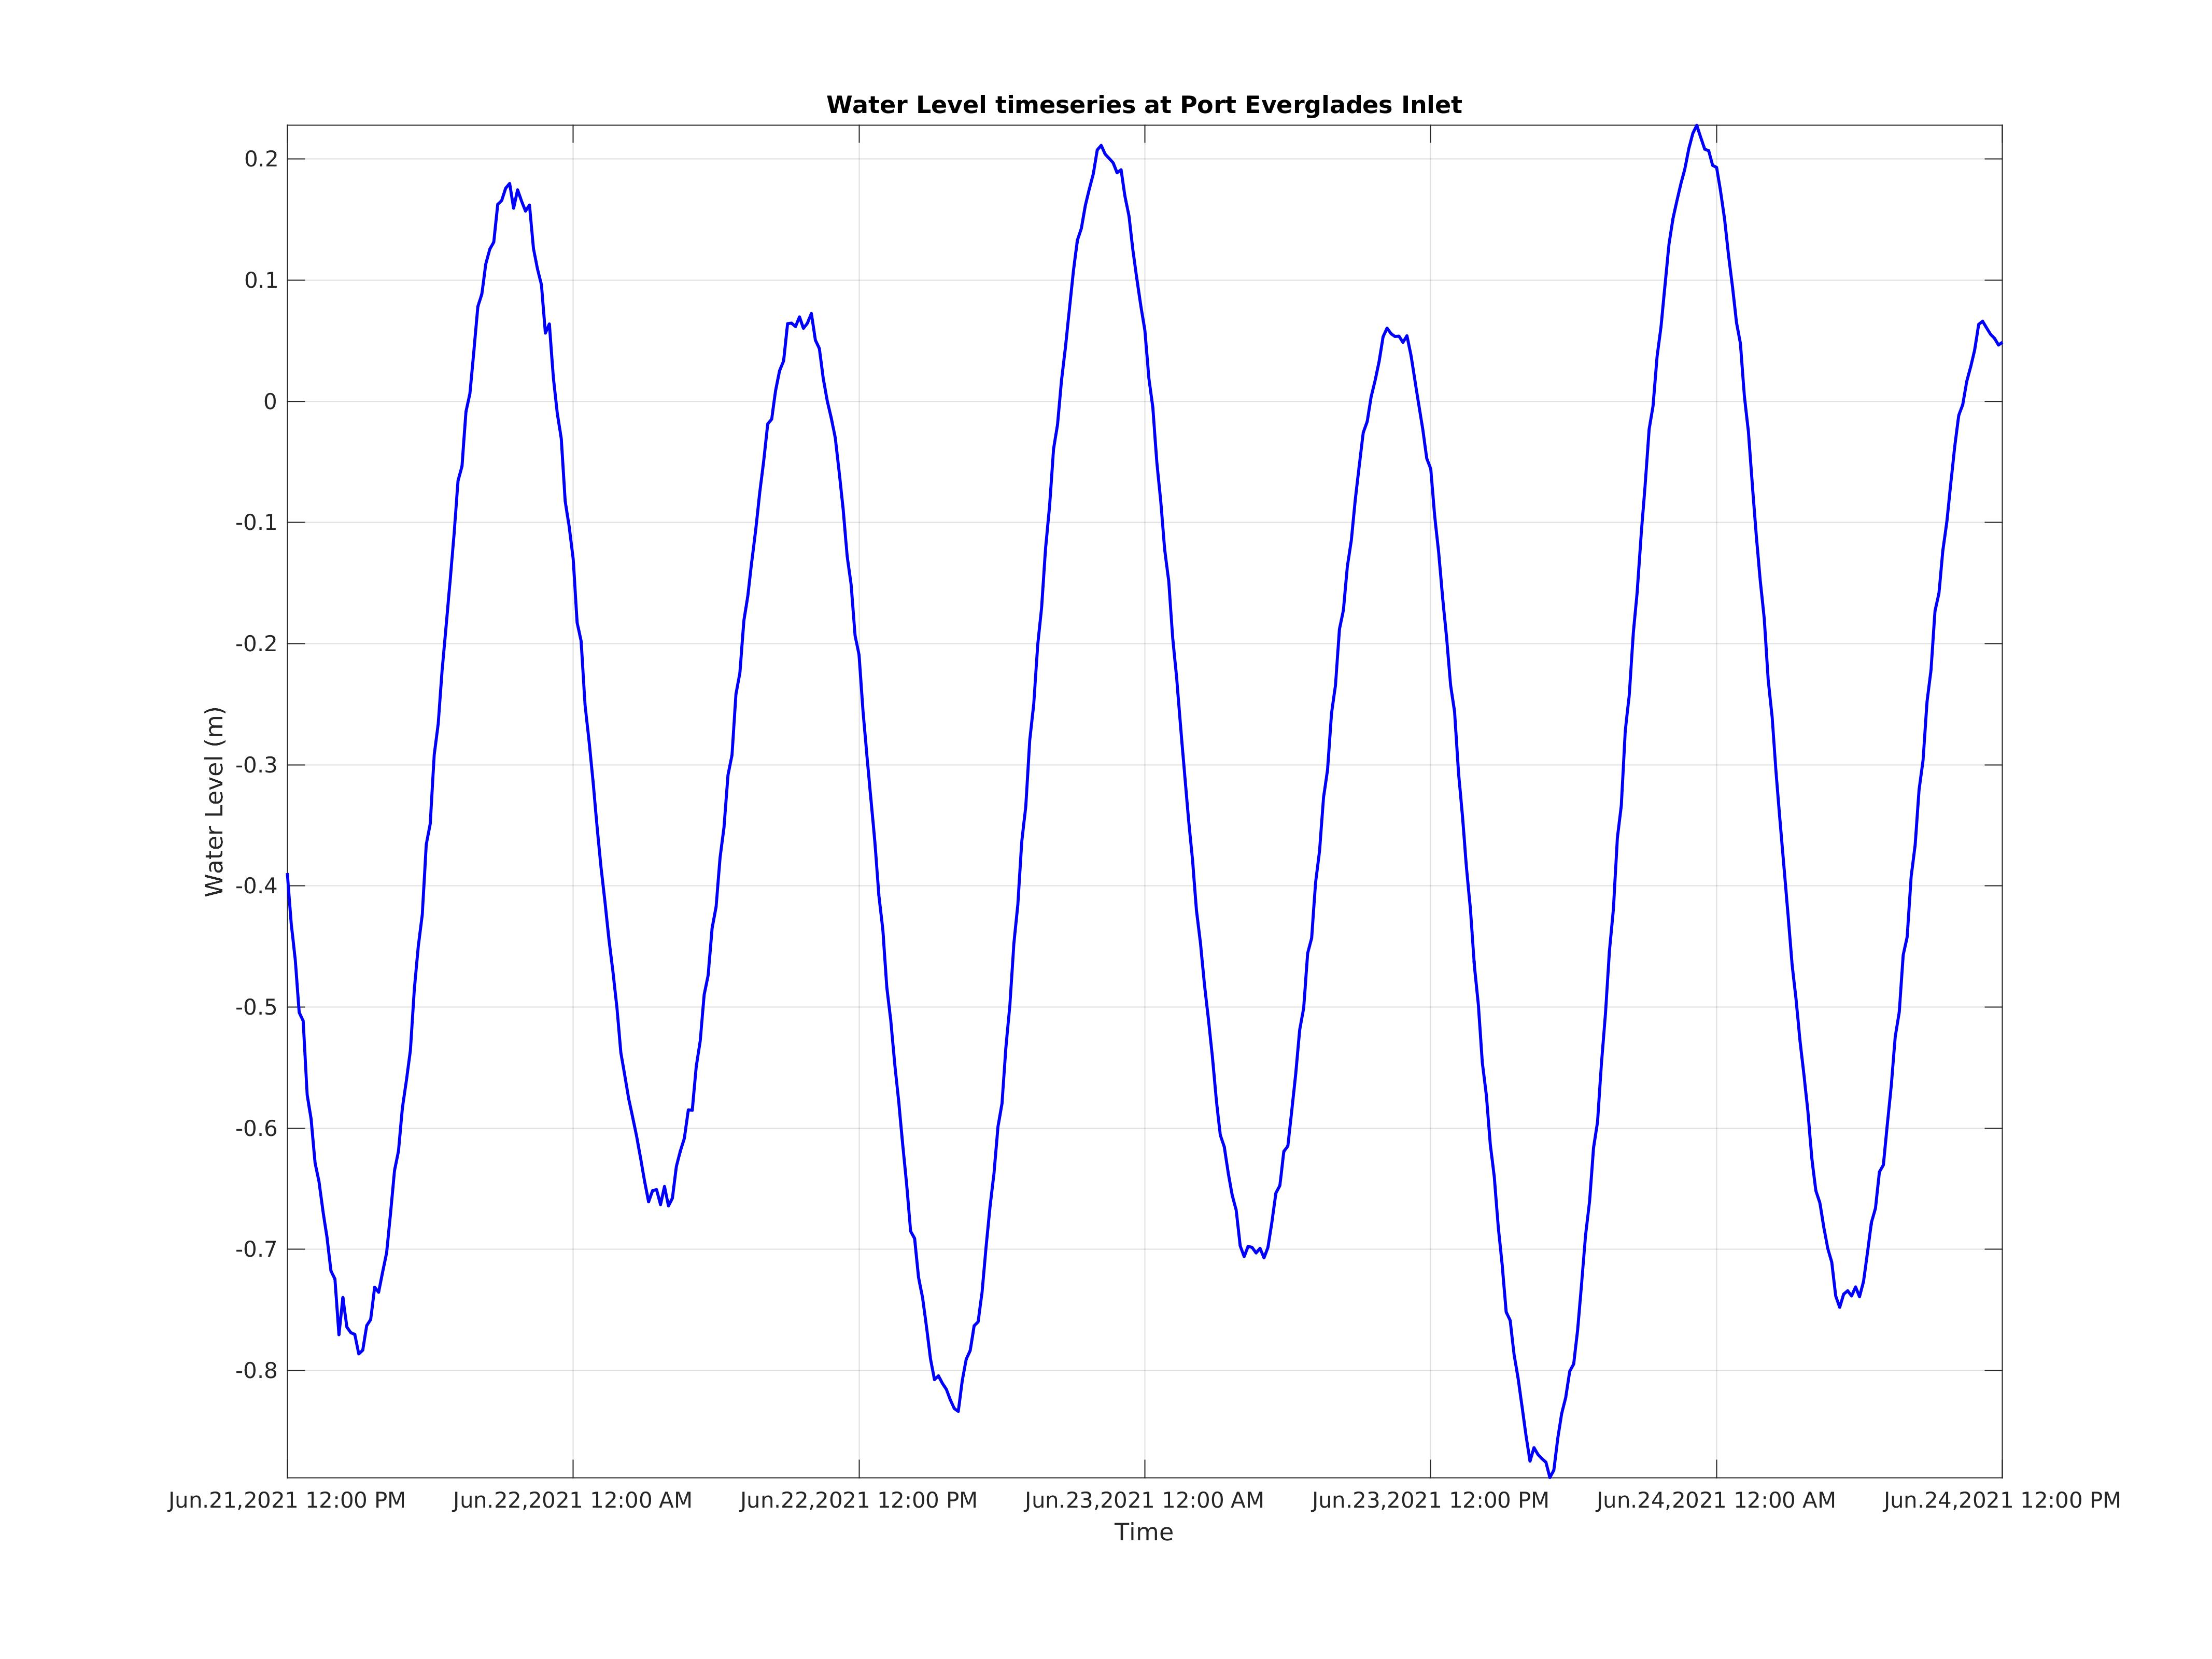 Water Level timeseries at Port Everglades Inlet
0.2
0.1
0
-0.1
-0.2
-0.3
-0.4
-0.5
-0.6
-0.7
-0.8
Water Level (m)
Jun.21,2021 12:00 PM Jun.22,2021 12:00 AM Jun.22,2021 12:00 PM Jun.23,2021 12:00 AM Jun.23,2021 12:00 PM Jun.24,2021 12:00 AM Jun.24,2021 12:00 PM
Time